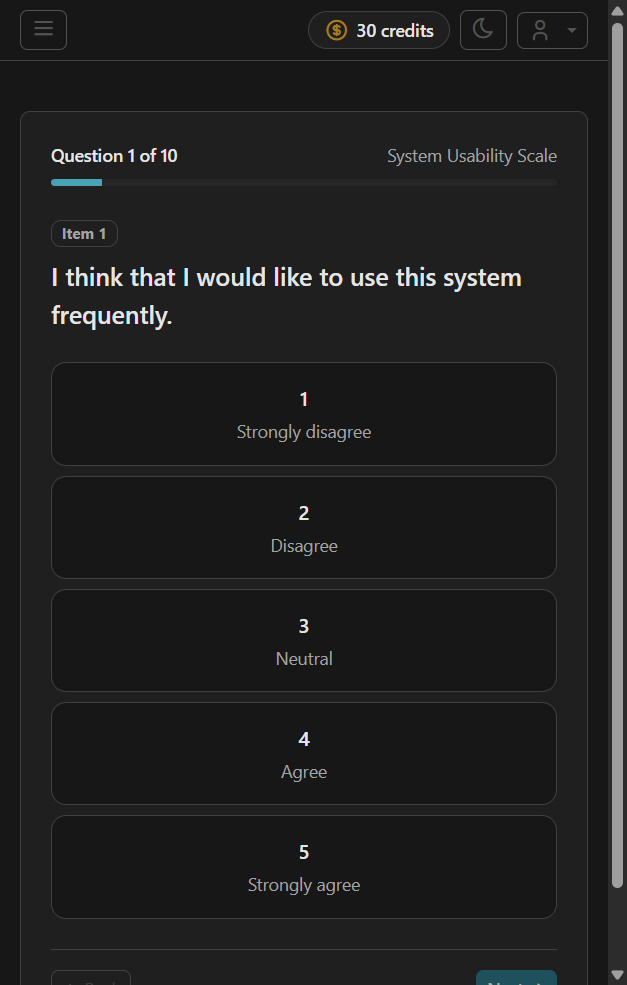 30 credits
Question 1 of 10
System Usability Scale
Item 1
I think that I would like to use this system
frequently.
1
Strongly disagree
2
Disagree
3
Neutral
4
Agree
5
Strongly agree